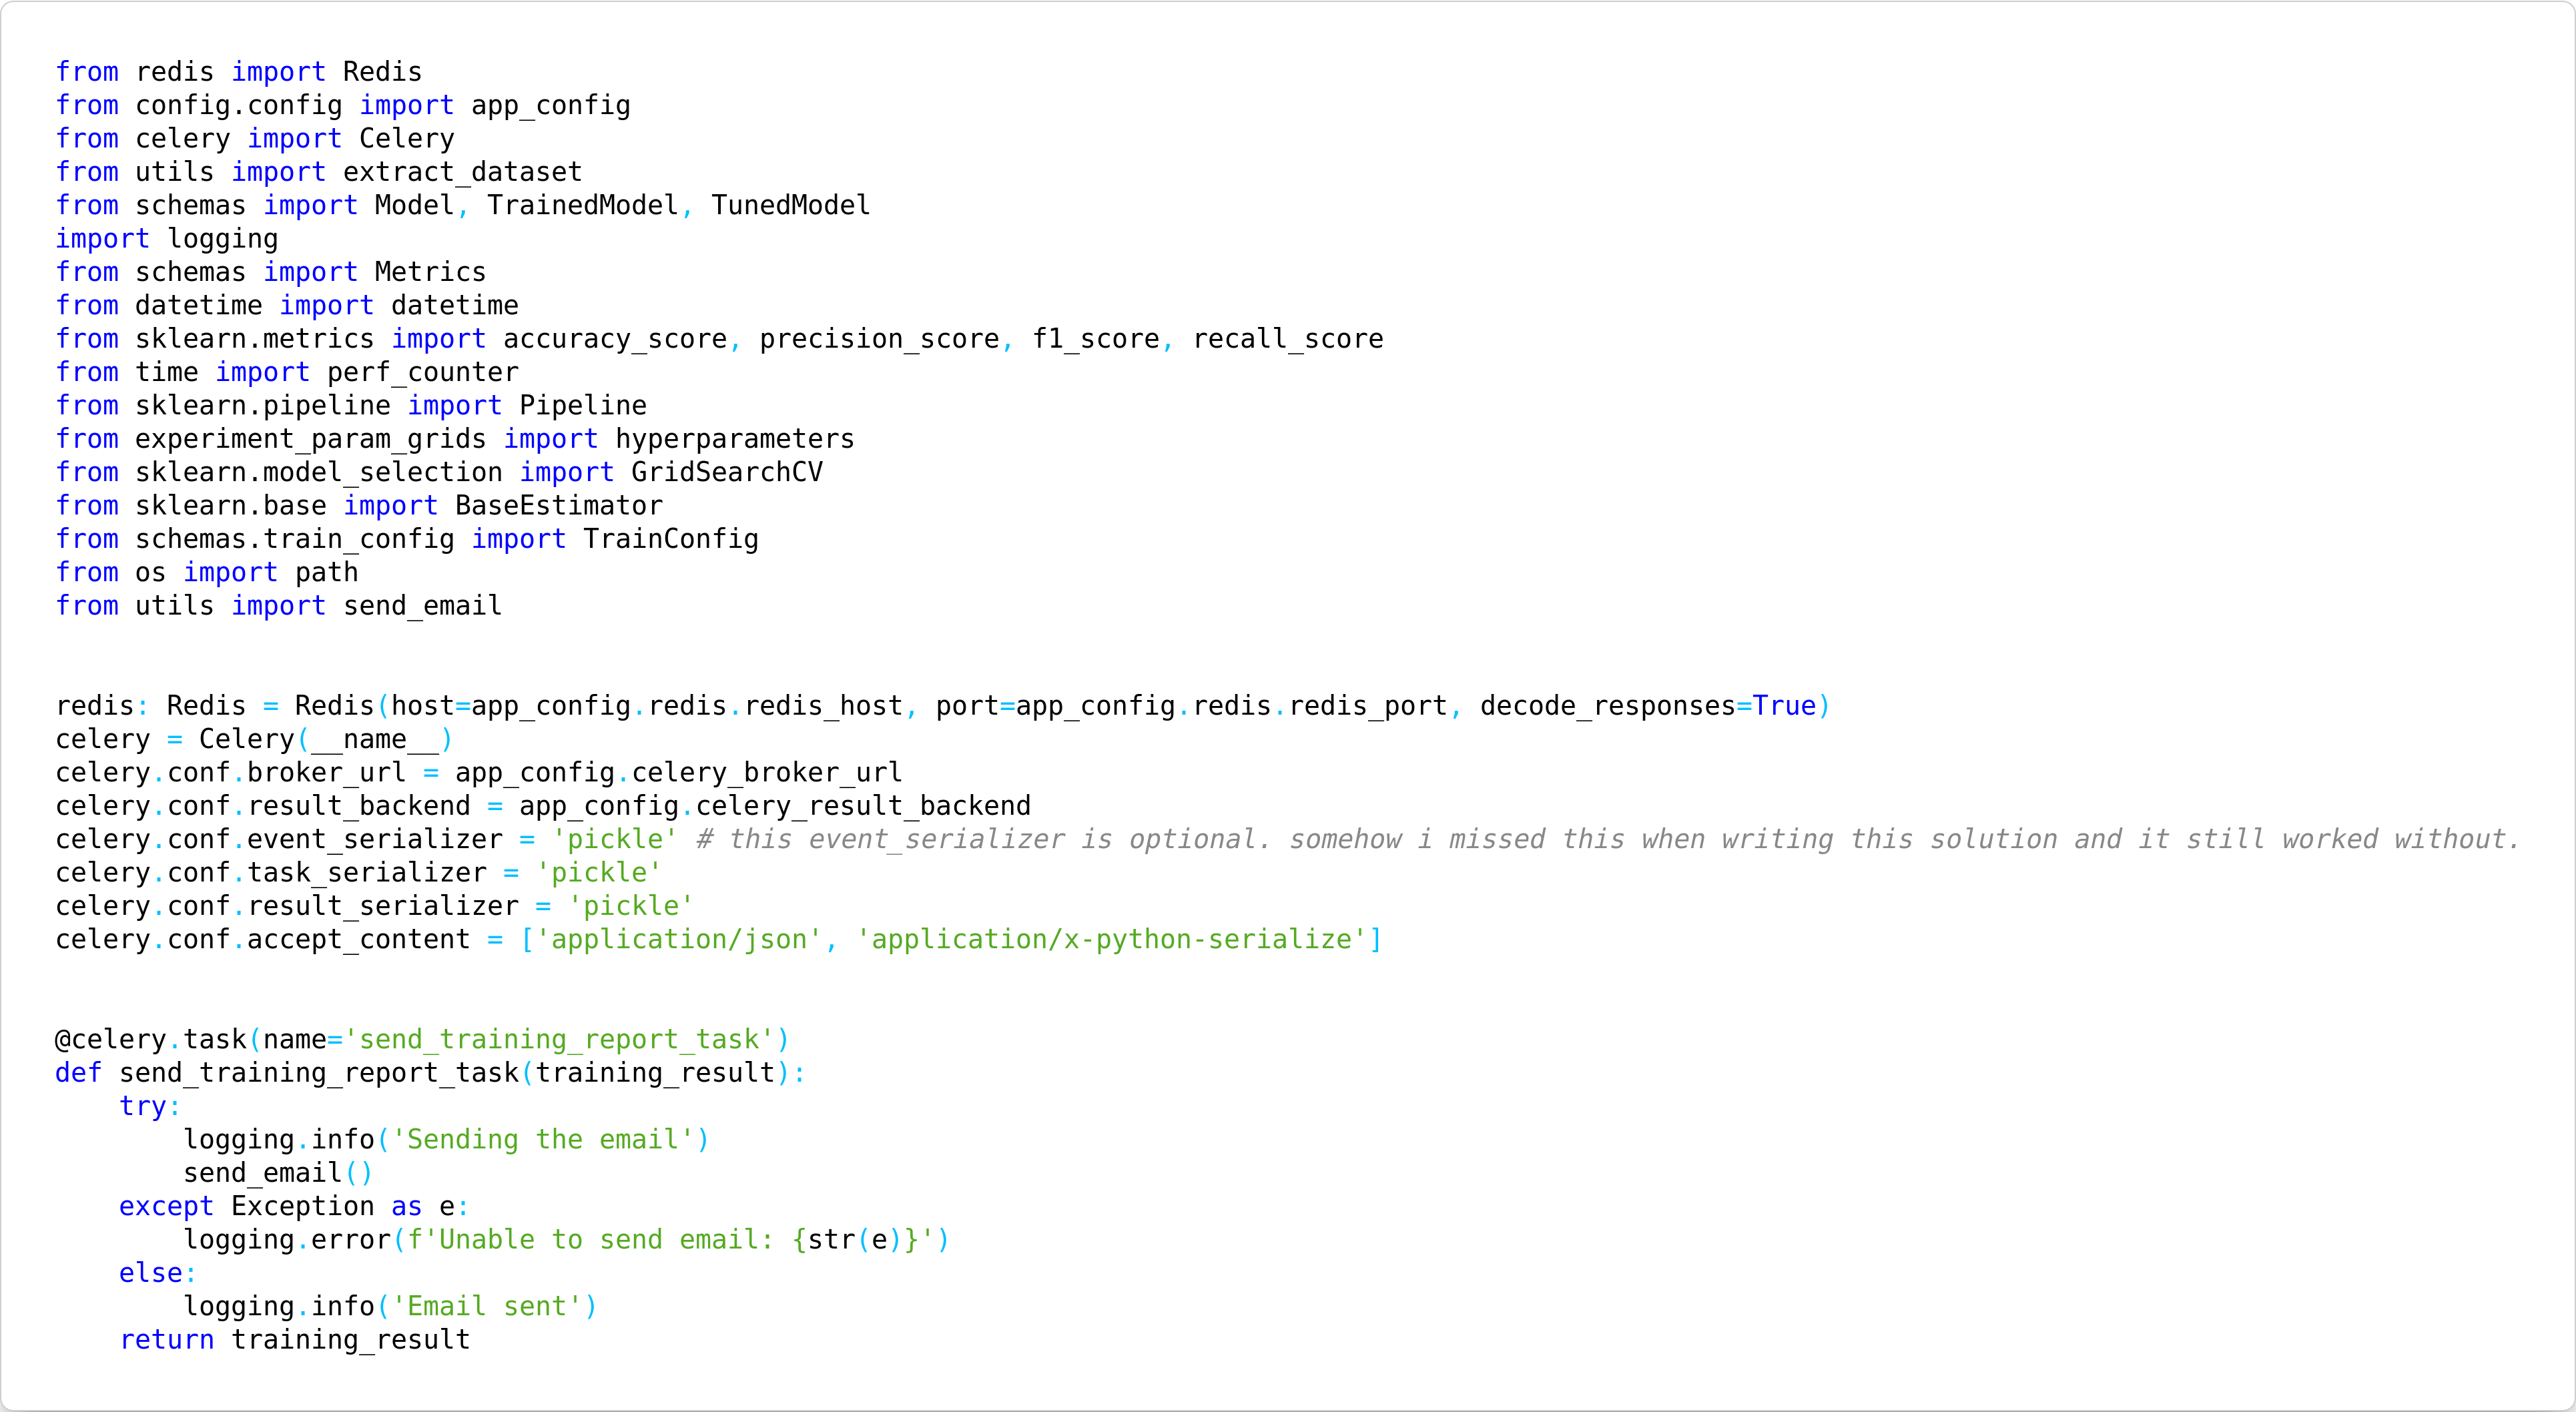 from redis import Redis
from config.config import app_config
from celery import Celery
from utils import extract_dataset
from schemas import Model, TrainedModel, TunedModel
import logging
from schemas import Metrics
from datetime import datetime
from sklearn.metrics import accuracy_score, precision_score, f1_score, recall_score
from time import perf_counter
from sklearn.pipeline import Pipeline
from experiment_param_grids import hyperparameters
from sklearn.model_selection import GridSearchCV
from sklearn.base import BaseEstimator
from schemas.train_config import TrainConfig
from os import path
from utils import send_email


redis: Redis = Redis(host=app_config.redis.redis_host, port=app_config.redis.redis_port, decode_responses=True)
celery = Celery(__name__)
celery.conf.broker_url = app_config.celery_broker_url
celery.conf.result_backend = app_config.celery_result_backend
celery.conf.event_serializer = 'pickle' # this event_serializer is optional. somehow i missed this when writing this solution and it still worked without.
celery.conf.task_serializer = 'pickle'
celery.conf.result_serializer = 'pickle'
celery.conf.accept_content = ['application/json', 'application/x-python-serialize']


@celery.task(name='send_training_report_task')
def send_training_report_task(training_result):
    try:
        logging.info('Sending the email')
        send_email()
    except Exception as e:
        logging.error(f'Unable to send email: {str(e)}')
    else:
        logging.info('Email sent')
    return training_result